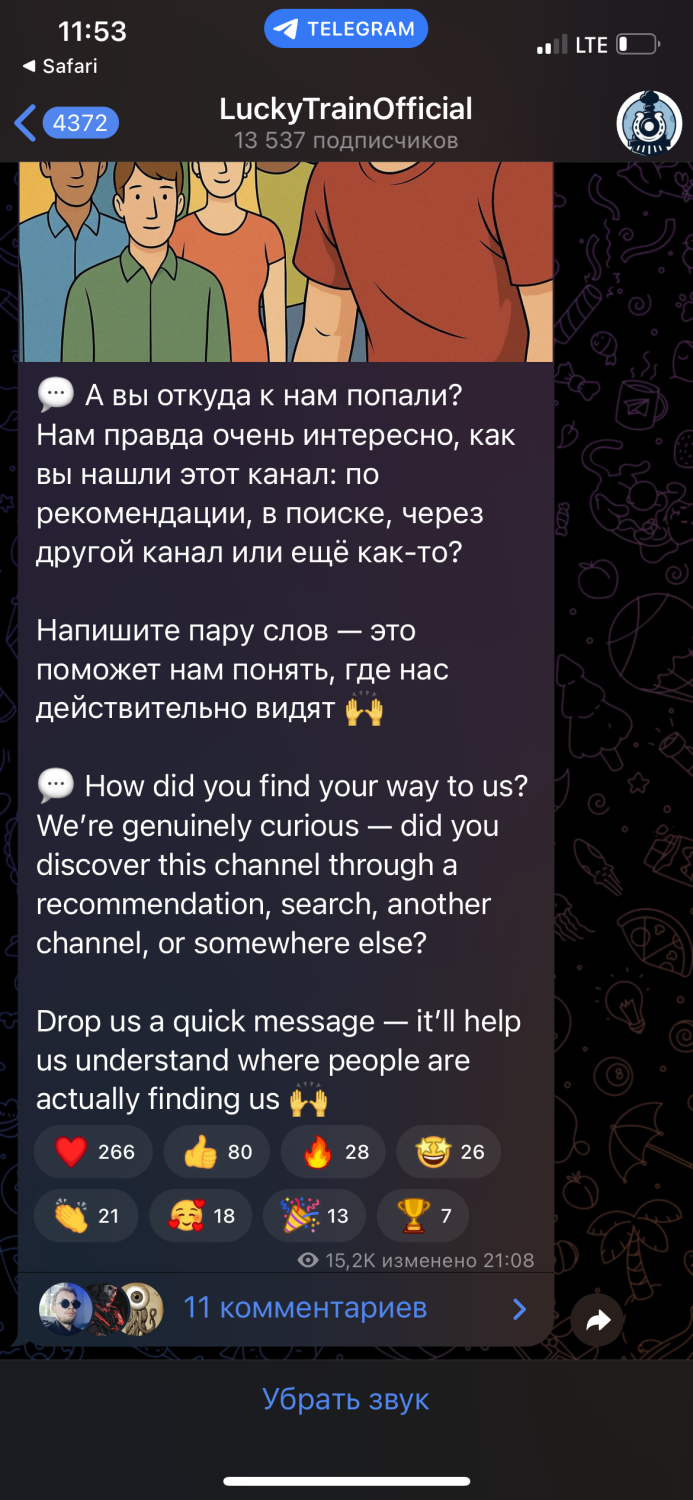 11:53
TELEGRAM
LTE
Safari
4372
LuckyTrainOfficial
13 537 подписчиков
А вы откуда к нам попали?
Нам правда очень интересно, как
вы нашли этот канал: по
рекомендации, в поиске, через
другой канал или ещё как-то?
Напишите пару слов — это
поможет нам понять, где нас
действительно видят 🙌
💬 How did you find your way to us?
We’re genuinely curious — did you
discover this channel through a
recommendation, search, another
channel, or somewhere else?
Drop us a quick message — it’ll help
us understand where people are
actually finding us 🙌
❤️ 266 👍 80 🔥 28 🤩 26
👏 21 🥰 18 🎉 13 🏆 7
15,2K изменено 21:08
11 комментариев
Убрать звук